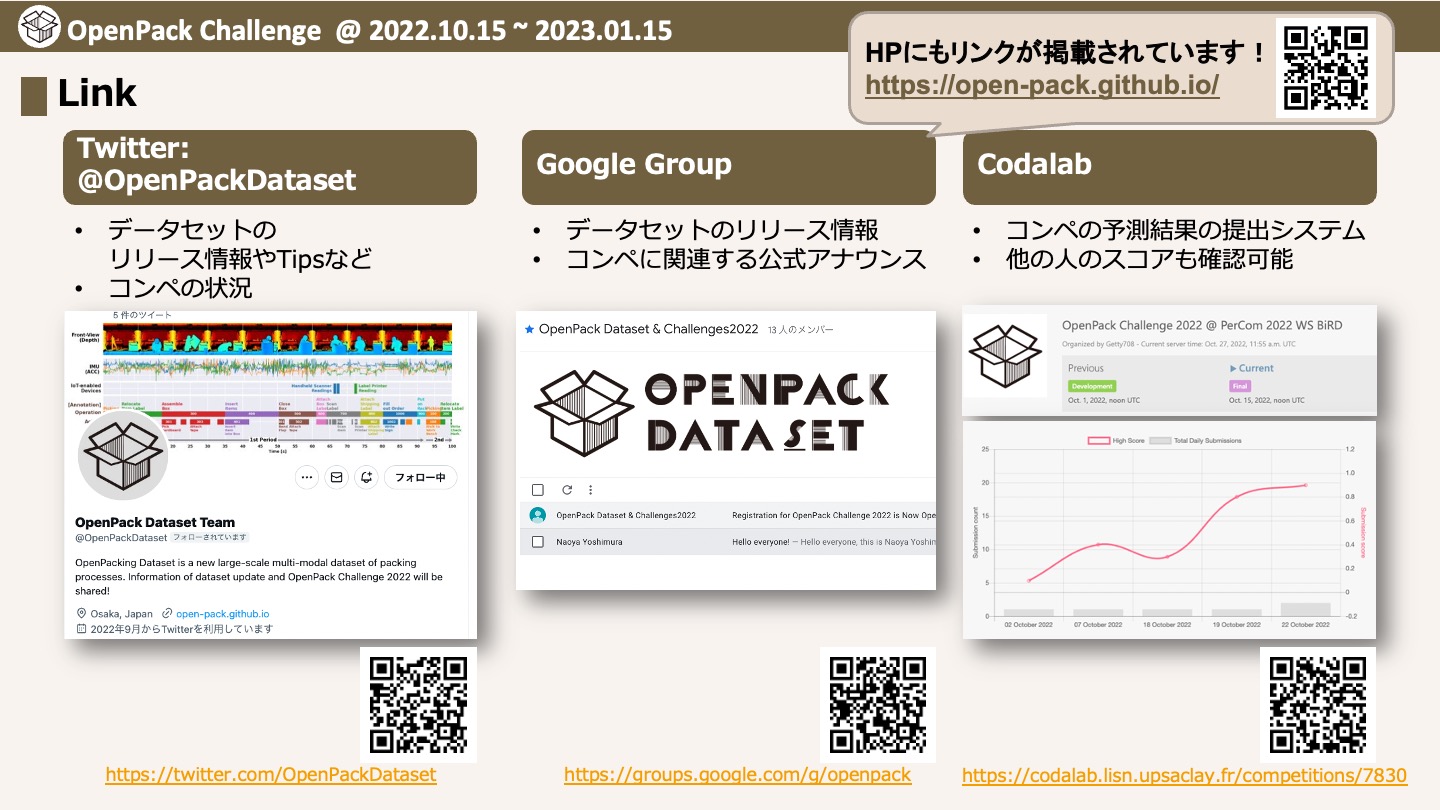 OpenPack Challenge @ 2022.10.15 ~ 2023.01.15
HPにもリンクが掲載されています！
https://open-pack.github.io/
Link
Twitter:
@OpenPackDataset
データセットの
リリース情報やTipsなど
コンペの状況
5 件のツイート
Front-View
(Depth)
IMU
(ACC)
IoT-enabled
Devices
Handheld Scanner
Readings
Label Printer
Reading
[Annotation]
Operation
1st Period
2nd
Time [s]
フォロー中
OpenPack Dataset Team
@OpenPackDataset フォローされています
OpenPacking Dataset is a new large-scale multi-modal dataset of packing
processes. Information of dataset update and OpenPack Challenge 2022 will be
shared!
Osaka, Japan open-pack.github.io
2022年9月からTwitterを利用しています
https://twitter.com/OpenPackDataset
Google Group
データセットのリリース情報
コンペに関連する公式アナウンス
OpenPack Dataset & Challenges2022 13 人のメンバー
OPENPACK
DATASET
OpenPack Dataset & Challenges2022 Registration for OpenPack Challenge 2022 is Now Ope
Naoya Yoshimura Hello everyone! – Hello everyone, this is Naoya Yoshim
https://groups.google.com/g/openpack
Codalab
コンペの予測結果の提出システム
他の人のスコアも確認可能
OpenPack Challenge 2022 @ PerCom 2022 WS BiRD
Organized by Getty708 - Current server time: Oct. 27, 2022, 11:55 a.m. UTC
Previous Current
Development Final
Oct. 1, 2022, noon UTC Oct. 15, 2022, noon UTC
High Score Total Daily Submissions
25 1.2
1.0
20 0.8
15 0.6
Submission count
Submission score
10 0.4
0.2
5 0
0 -0.2
02 October 2022 07 October 2022 18 October 2022 19 October 2022 22 October 2022
https://codalab.lisn.upsaclay.fr/competitions/7830